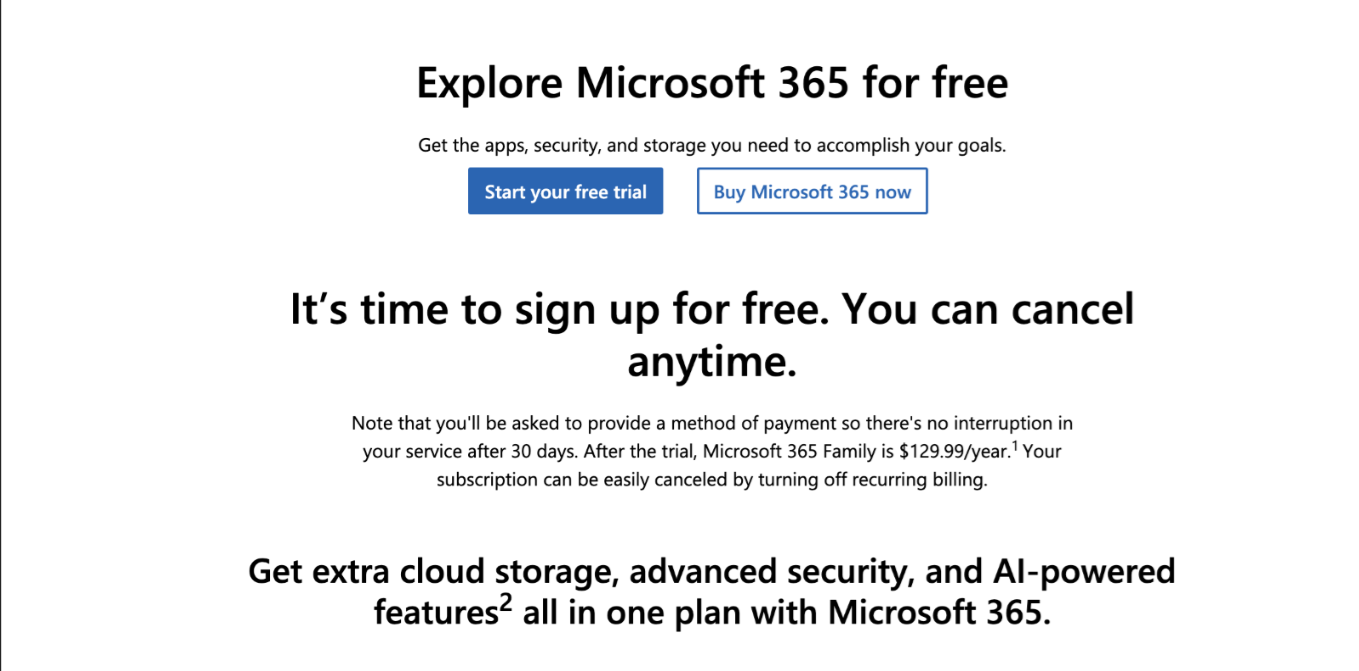 Explore Microsoft 365 for free
Get the apps, security, and storage you need to accomplish your goals.
Start your free trial
Buy Microsoft 365 now
It’s time to sign up for free. You can cancel
anytime.
Note that you'll be asked to provide a method of payment so there's no interruption in
your service after 30 days. After the trial, Microsoft 365 Family is $129.99/year.1 Your
subscription can be easily canceled by turning off recurring billing.
Get extra cloud storage, advanced security, and AI-powered
features2 all in one plan with Microsoft 365.